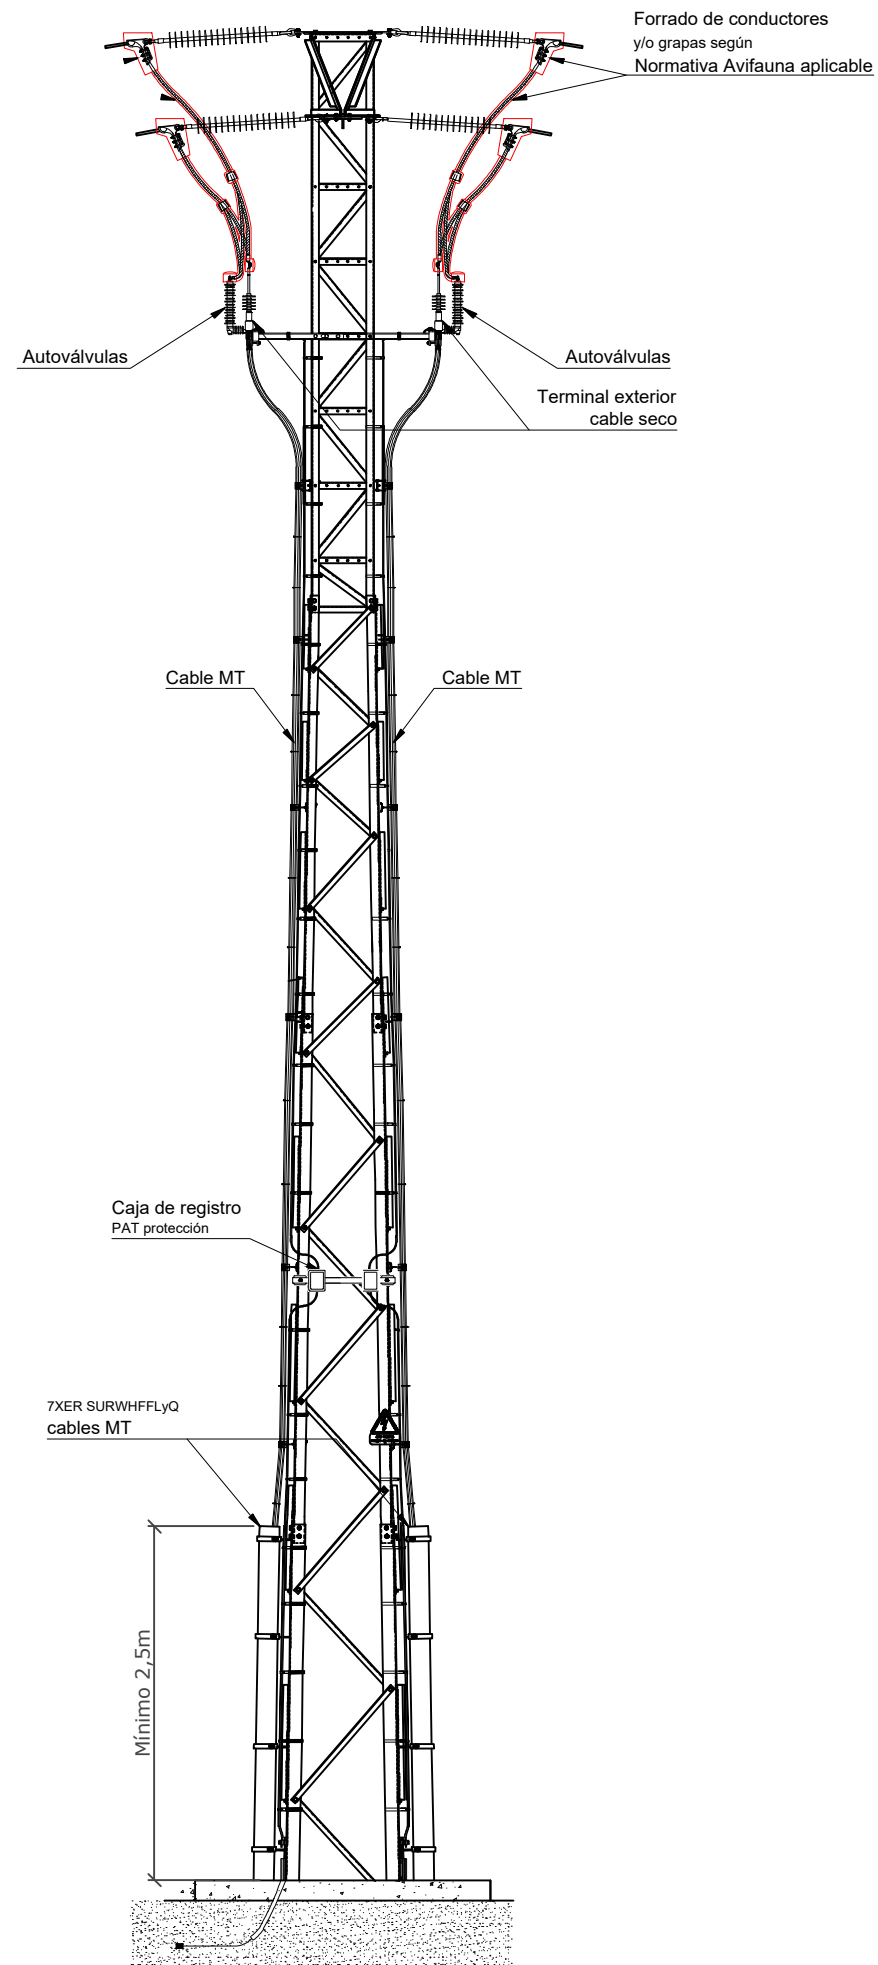 Forrado de conductores
y/o grapas según
Normativa Avifauna aplicable
Autoválvulas
Autoválvulas
Terminal exterior
cable seco
Cable MT
Cable MT
Caja de registro
PAT protección
7XER SURWHFFLyQ
cables MT
Mínimo 2,5m